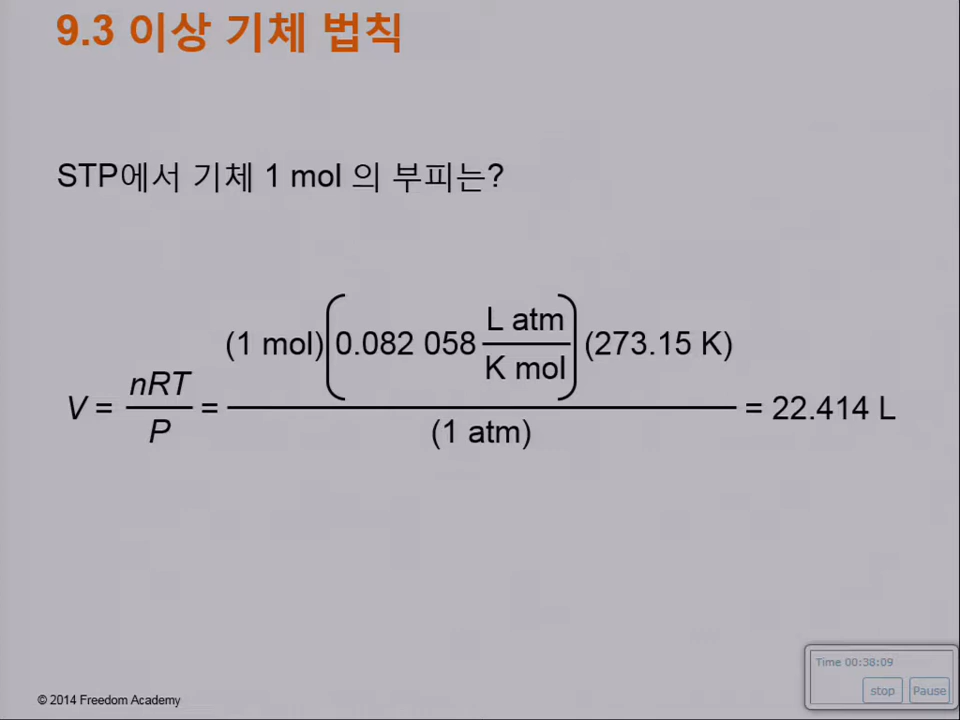 9.3 이상 기체 법칙
STP에서 기체 1 mol 의 부피는?
V = nRT / P = (1 mol)(0.082 058 L atm / K mol)(273.15 K) / (1 atm) = 22.414 L
Time 00:38:09
stop Pause
© 2014 Freedom Academy